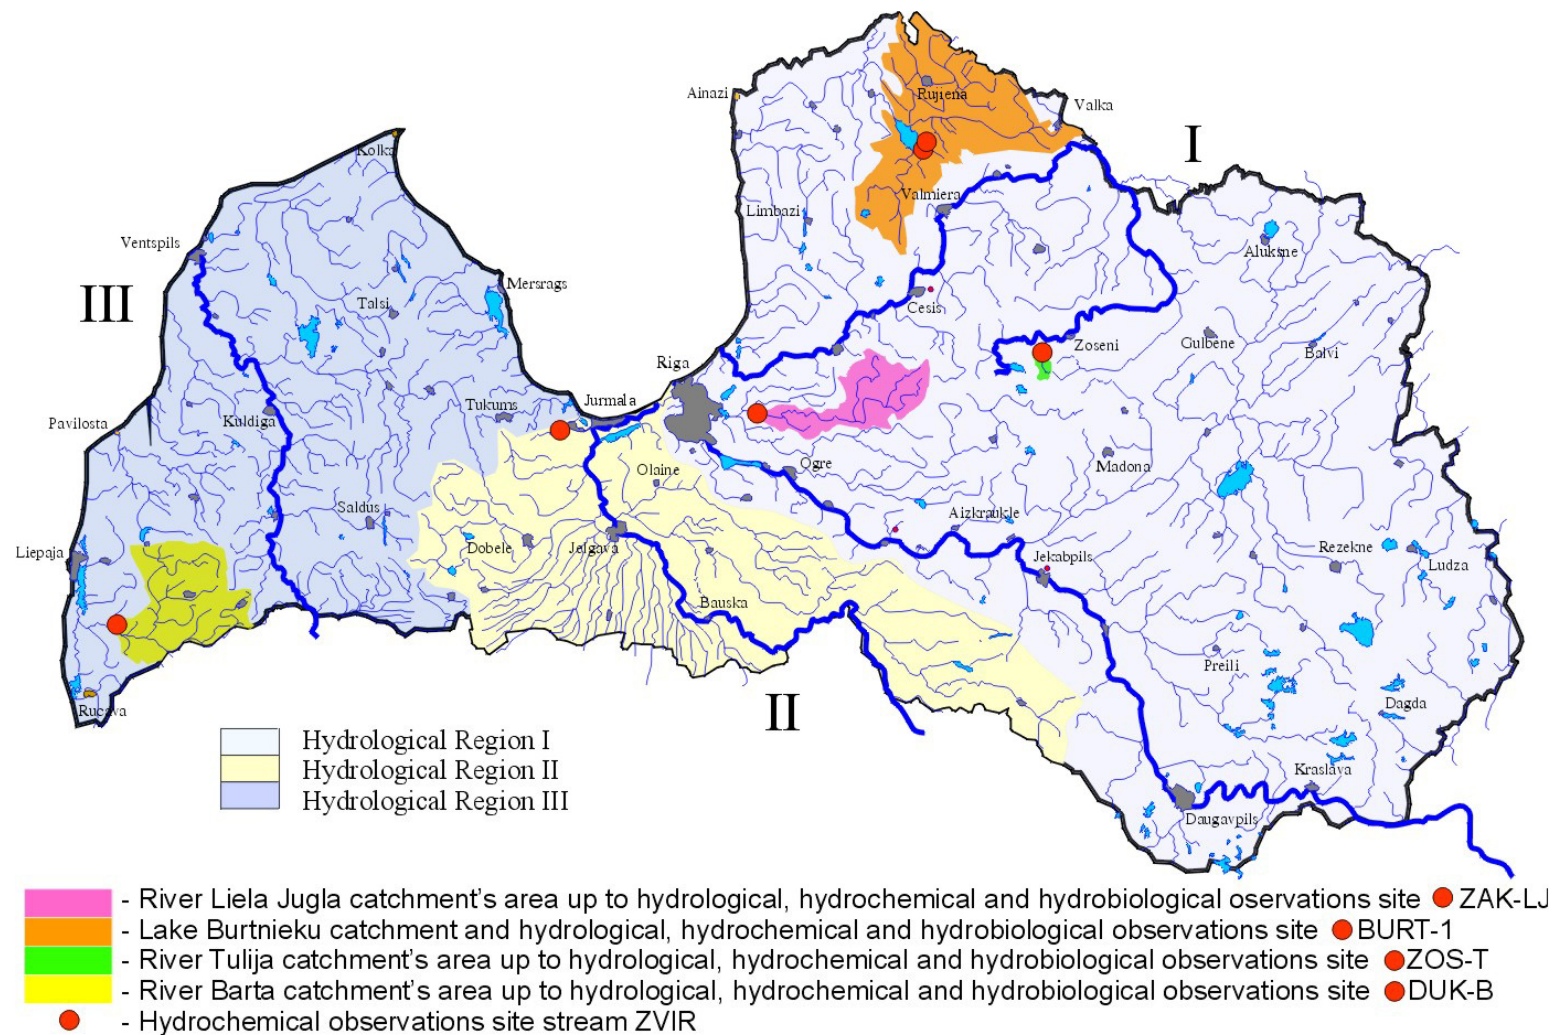 Ainazi
Rujiena
Valka
I
Kolka
Valmiera
Limbazi
Ventspils
Aluksne
III
Mersrags
Talsi
Cesis
Zoseni
Gulbene
Balvi
Riga
Jurmala
Tukums
Pavilosta
Kuldiga
Olaine
Ogre
Madona
Saldus
Aizkraukle
Liepaja
Dobele
Jelgava
Jekabpils
Rezekne
Ludza
Bauska
Preili
Rucava
II
Dagda
Hydrological Region I
Hydrological Region II
Hydrological Region III
Kraslava
Daugavpils
- River Liela Jugla catchment's area up to hydrological, hydrochemical and hydrobiological oservations site ZAK-LJ
- Lake Burtnieku catchment and hydrological, hydrochemical and hydrobiological observations site BURT-1
- River Tulija catchment's area up to hydrological, hydrochemical and hydrobiological observations site ZOS-T
- River Barta catchment's area up to hydrological, hydrochemical and hydrobiological observations site DUK-B
- Hydrochemical observations site stream ZVIR